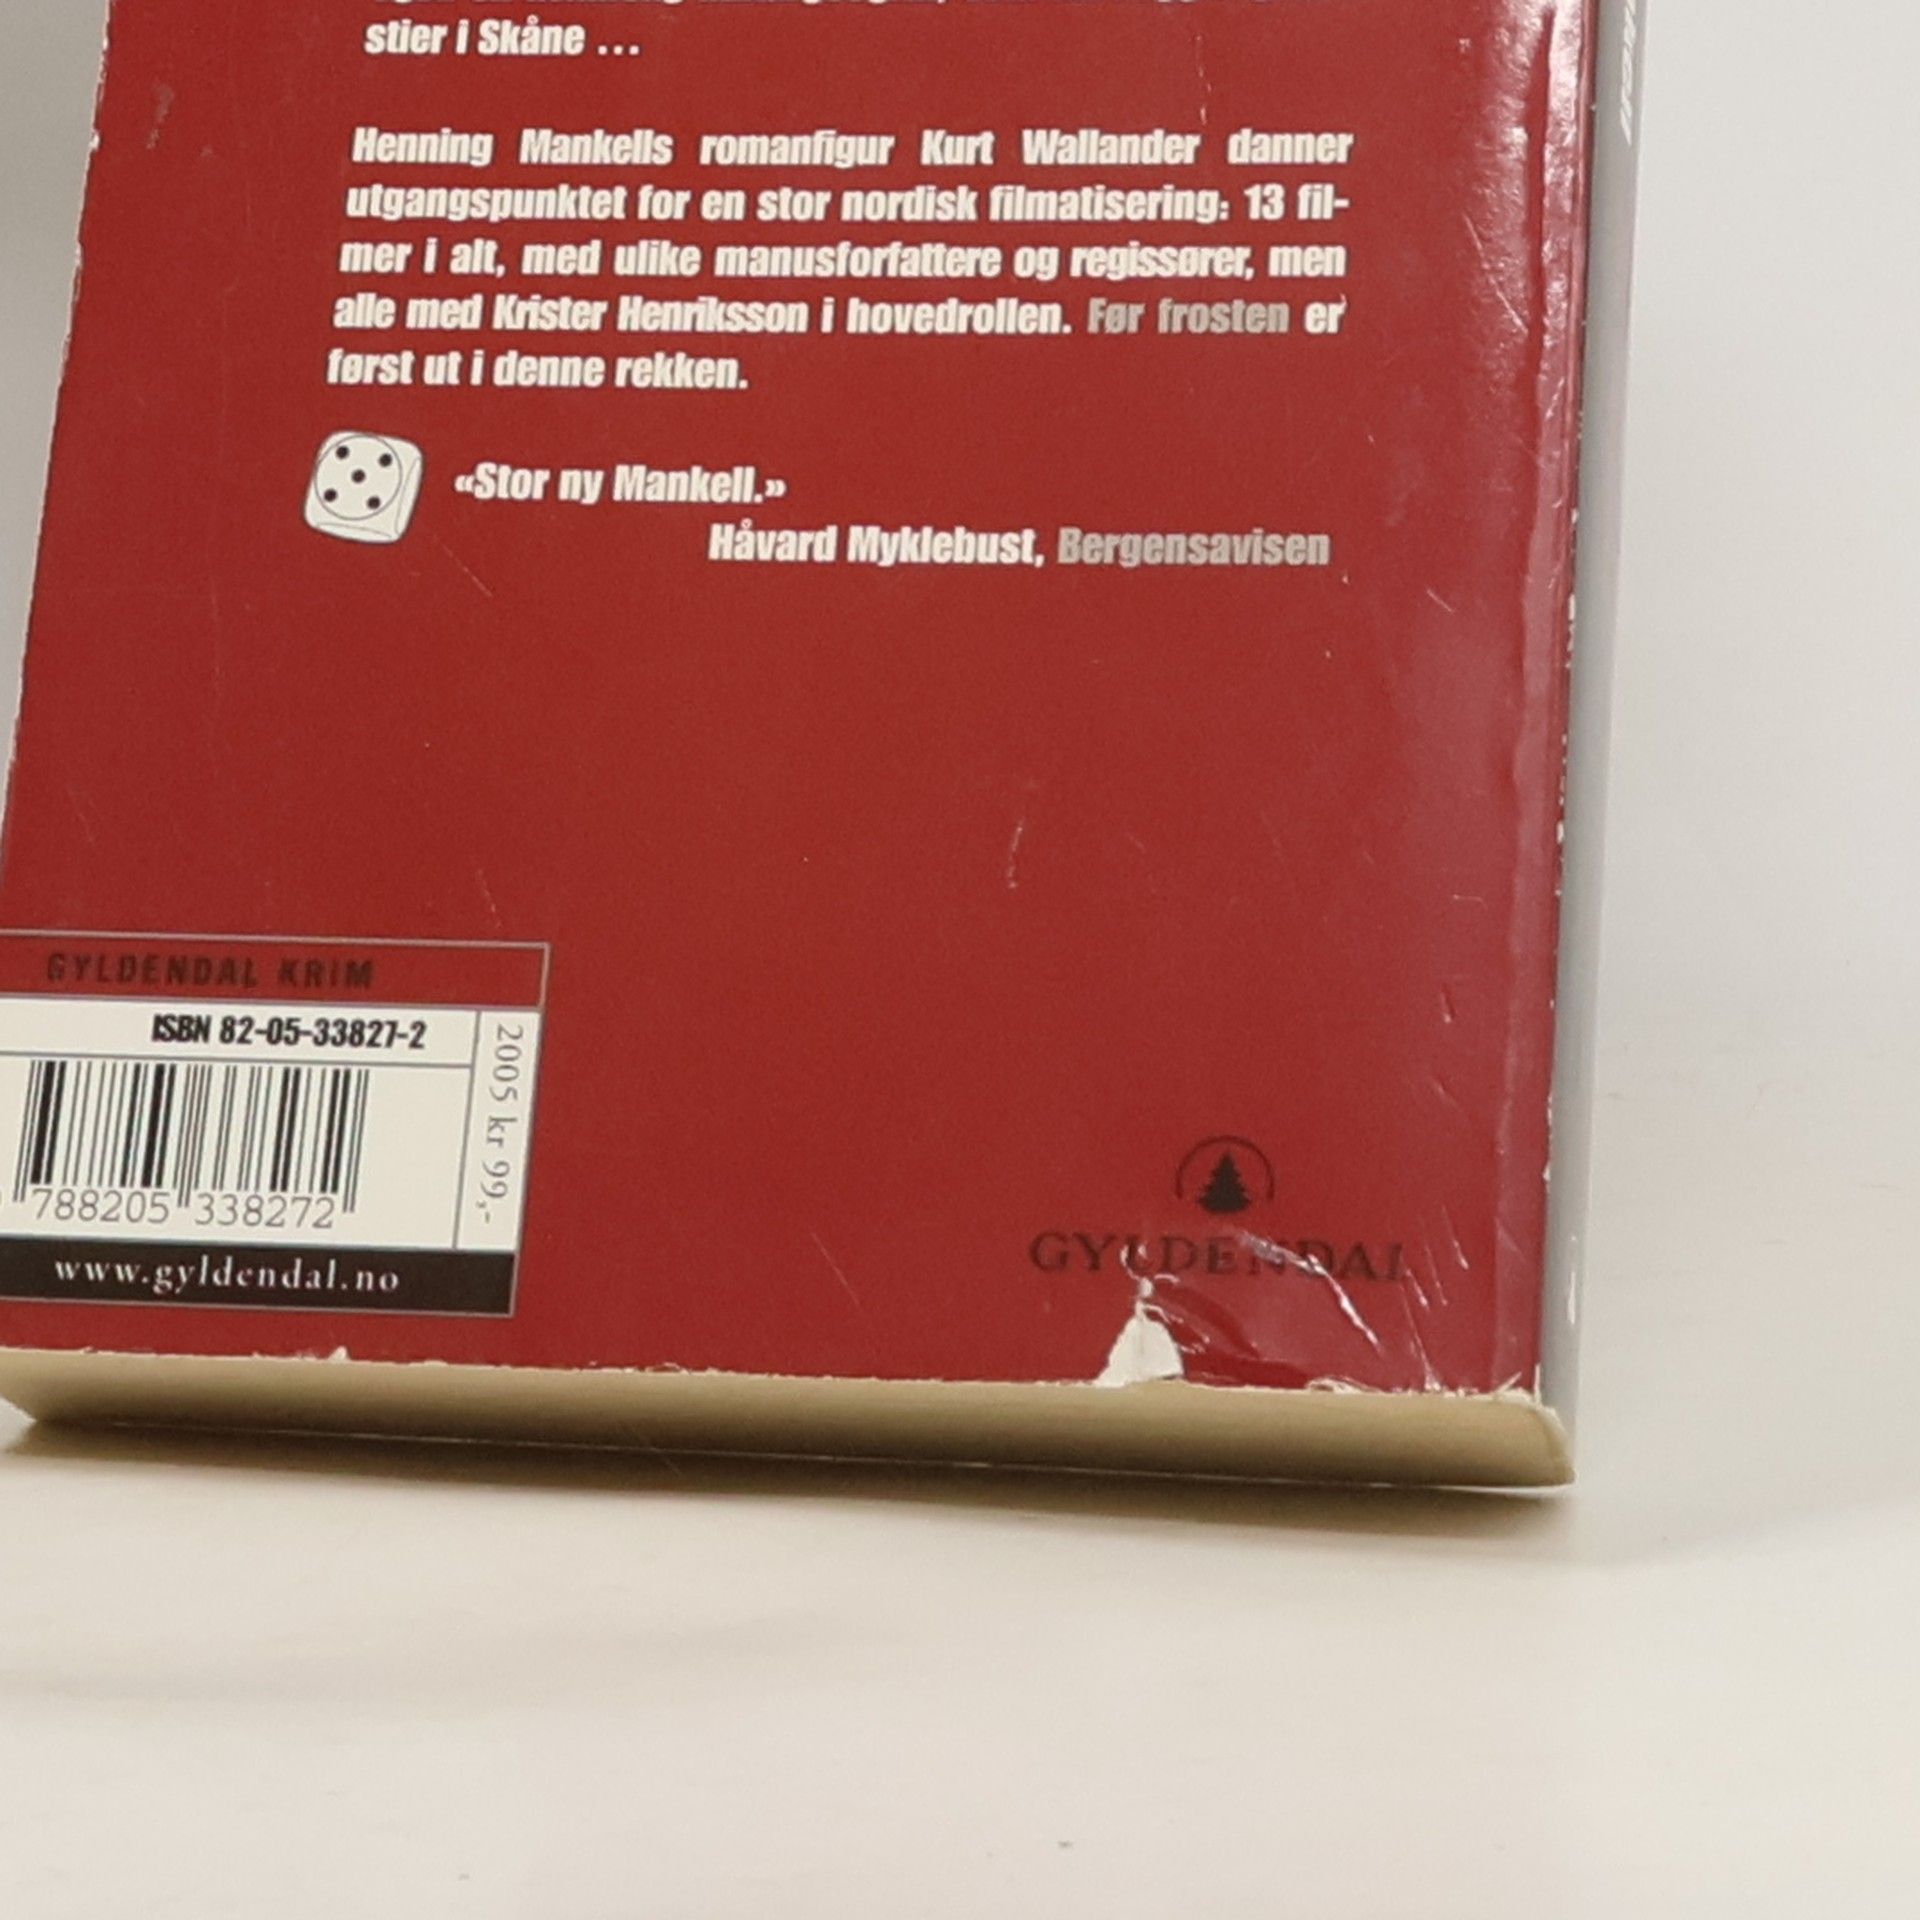 stier i Skåne ...
Henning Mankells romanfigur Kurt Wallander danner
utgangspunktet for en stor nordisk filmatisering: 13 fil-
mer i alt, med ulike manusforfattere og regissører, men
alle med Krister Henriksson i hovedrollen. Før frosten er
først ut i denne rekken.
«Stor ny Mankell.»
Håvard Myklebust, Bergensavisen
GYLDENDAL KRIM
ISBN 82-05-33827-2
2005 kr 99,-
788205 338272
www.gyldendal.no
GYLDENDAL